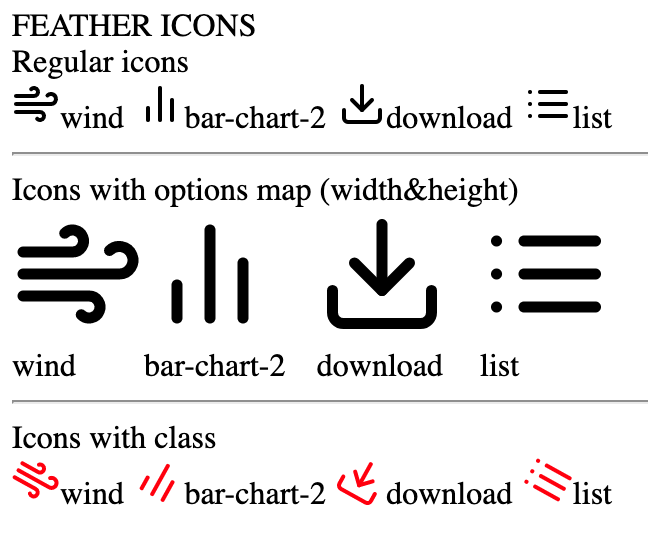 FEATHER ICONS
Regular icons
wind bar-chart-2 download list
Icons with options map (width&height)
wind bar-chart-2 download list
Icons with class
wind bar-chart-2 download list